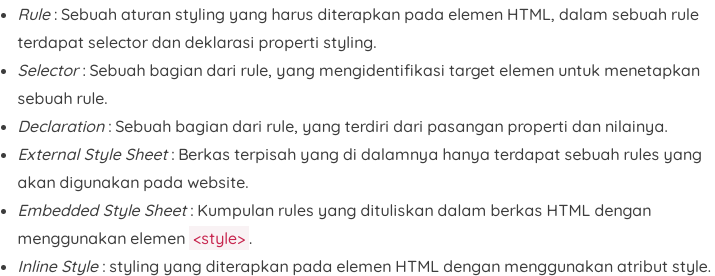 • Rule : Sebuah aturan styling yang harus diterapkan pada elemen HTML, dalam sebuah rule
terdapat selector dan deklarasi properti styling.
• Selector : Sebuah bagian dari rule, yang mengidentifikasi target elemen untuk menetapkan
sebuah rule.
• Declaration : Sebuah bagian dari rule, yang terdiri dari pasangan properti dan nilainya.
• External Style Sheet : Berkas terpisah yang di dalamnya hanya terdapat sebuah rules yang
akan digunakan pada website.
• Embedded Style Sheet : Kumpulan rules yang dituliskan dalam berkas HTML dengan
menggunakan elemen <style>.
• Inline Style : styling yang diterapkan pada elemen HTML dengan menggunakan atribut style.